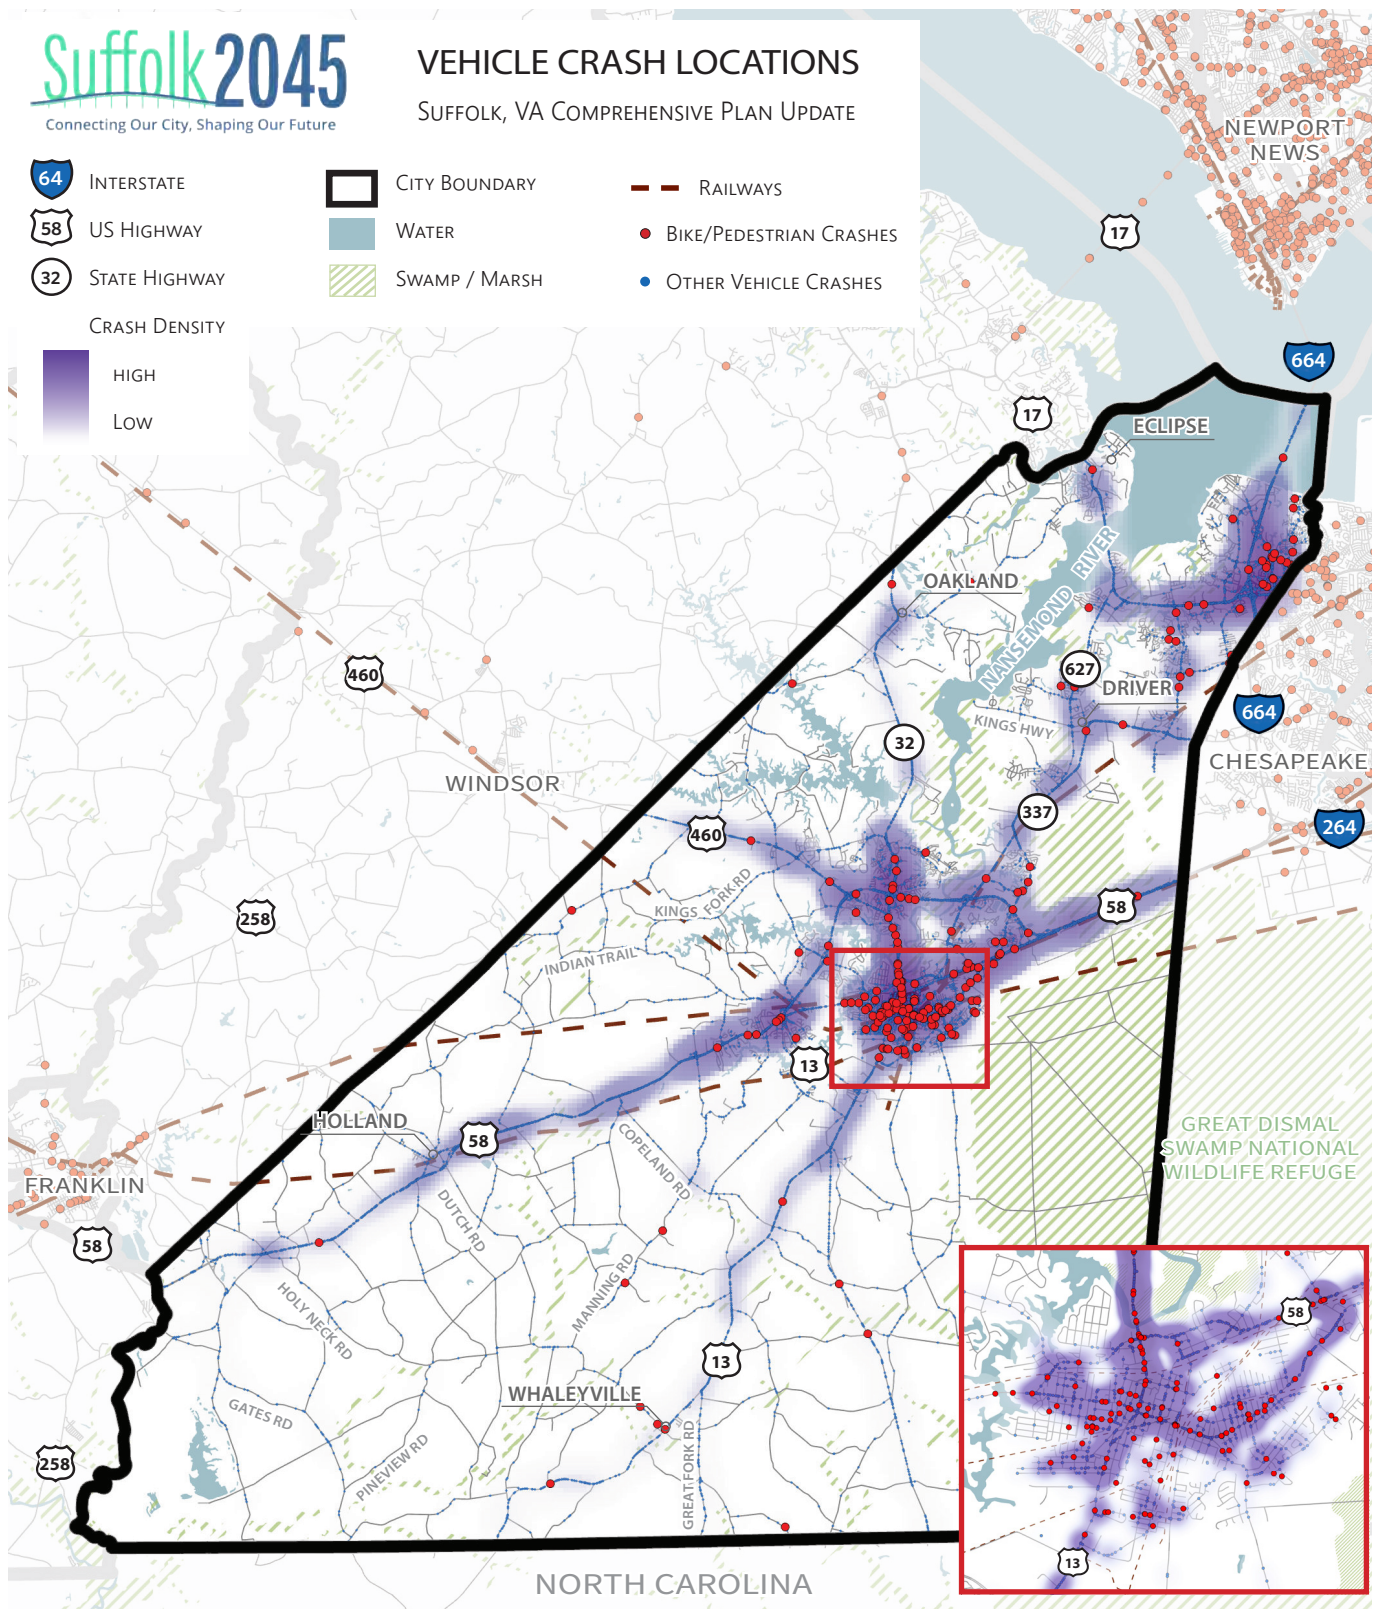 Suffolk 2045
Connecting Our City, Shaping Our Future
VEHICLE CRASH LOCATIONS
SUFFOLK, VA COMPREHENSIVE PLAN UPDATE
64 INTERSTATE
58 US HIGHWAY
32 STATE HIGHWAY
CRASH DENSITY
HIGH
LOW
CITY BOUNDARY
WATER
SWAMP / MARSH
RAILWAYS
BIKE/PEDESTRIAN CRASHES
OTHER VEHICLE CRASHES
NEWPORT
NEWS
17
664
17
ECLIPSE
OAKLAND
NANSEMOND RIVER
460
627
DRIVER
664
KINGS HWY
32
CHESAPEAKE
WINDSOR
337
264
460
KINGS FORK RD
58
258
INDIAN TRAIL
13
HOLLAND
58
COPELAND RD
GREAT DISMAL
SWAMP NATIONAL
WILDLIFE REFUGE
FRANKLIN
DUTCH RD
58
MANNING RD
HOLY NECK RD
58
13
WHALEYVILLE
GATES RD
GREAT FORK RD
PINEVIEW RD
258
13
NORTH CAROLINA